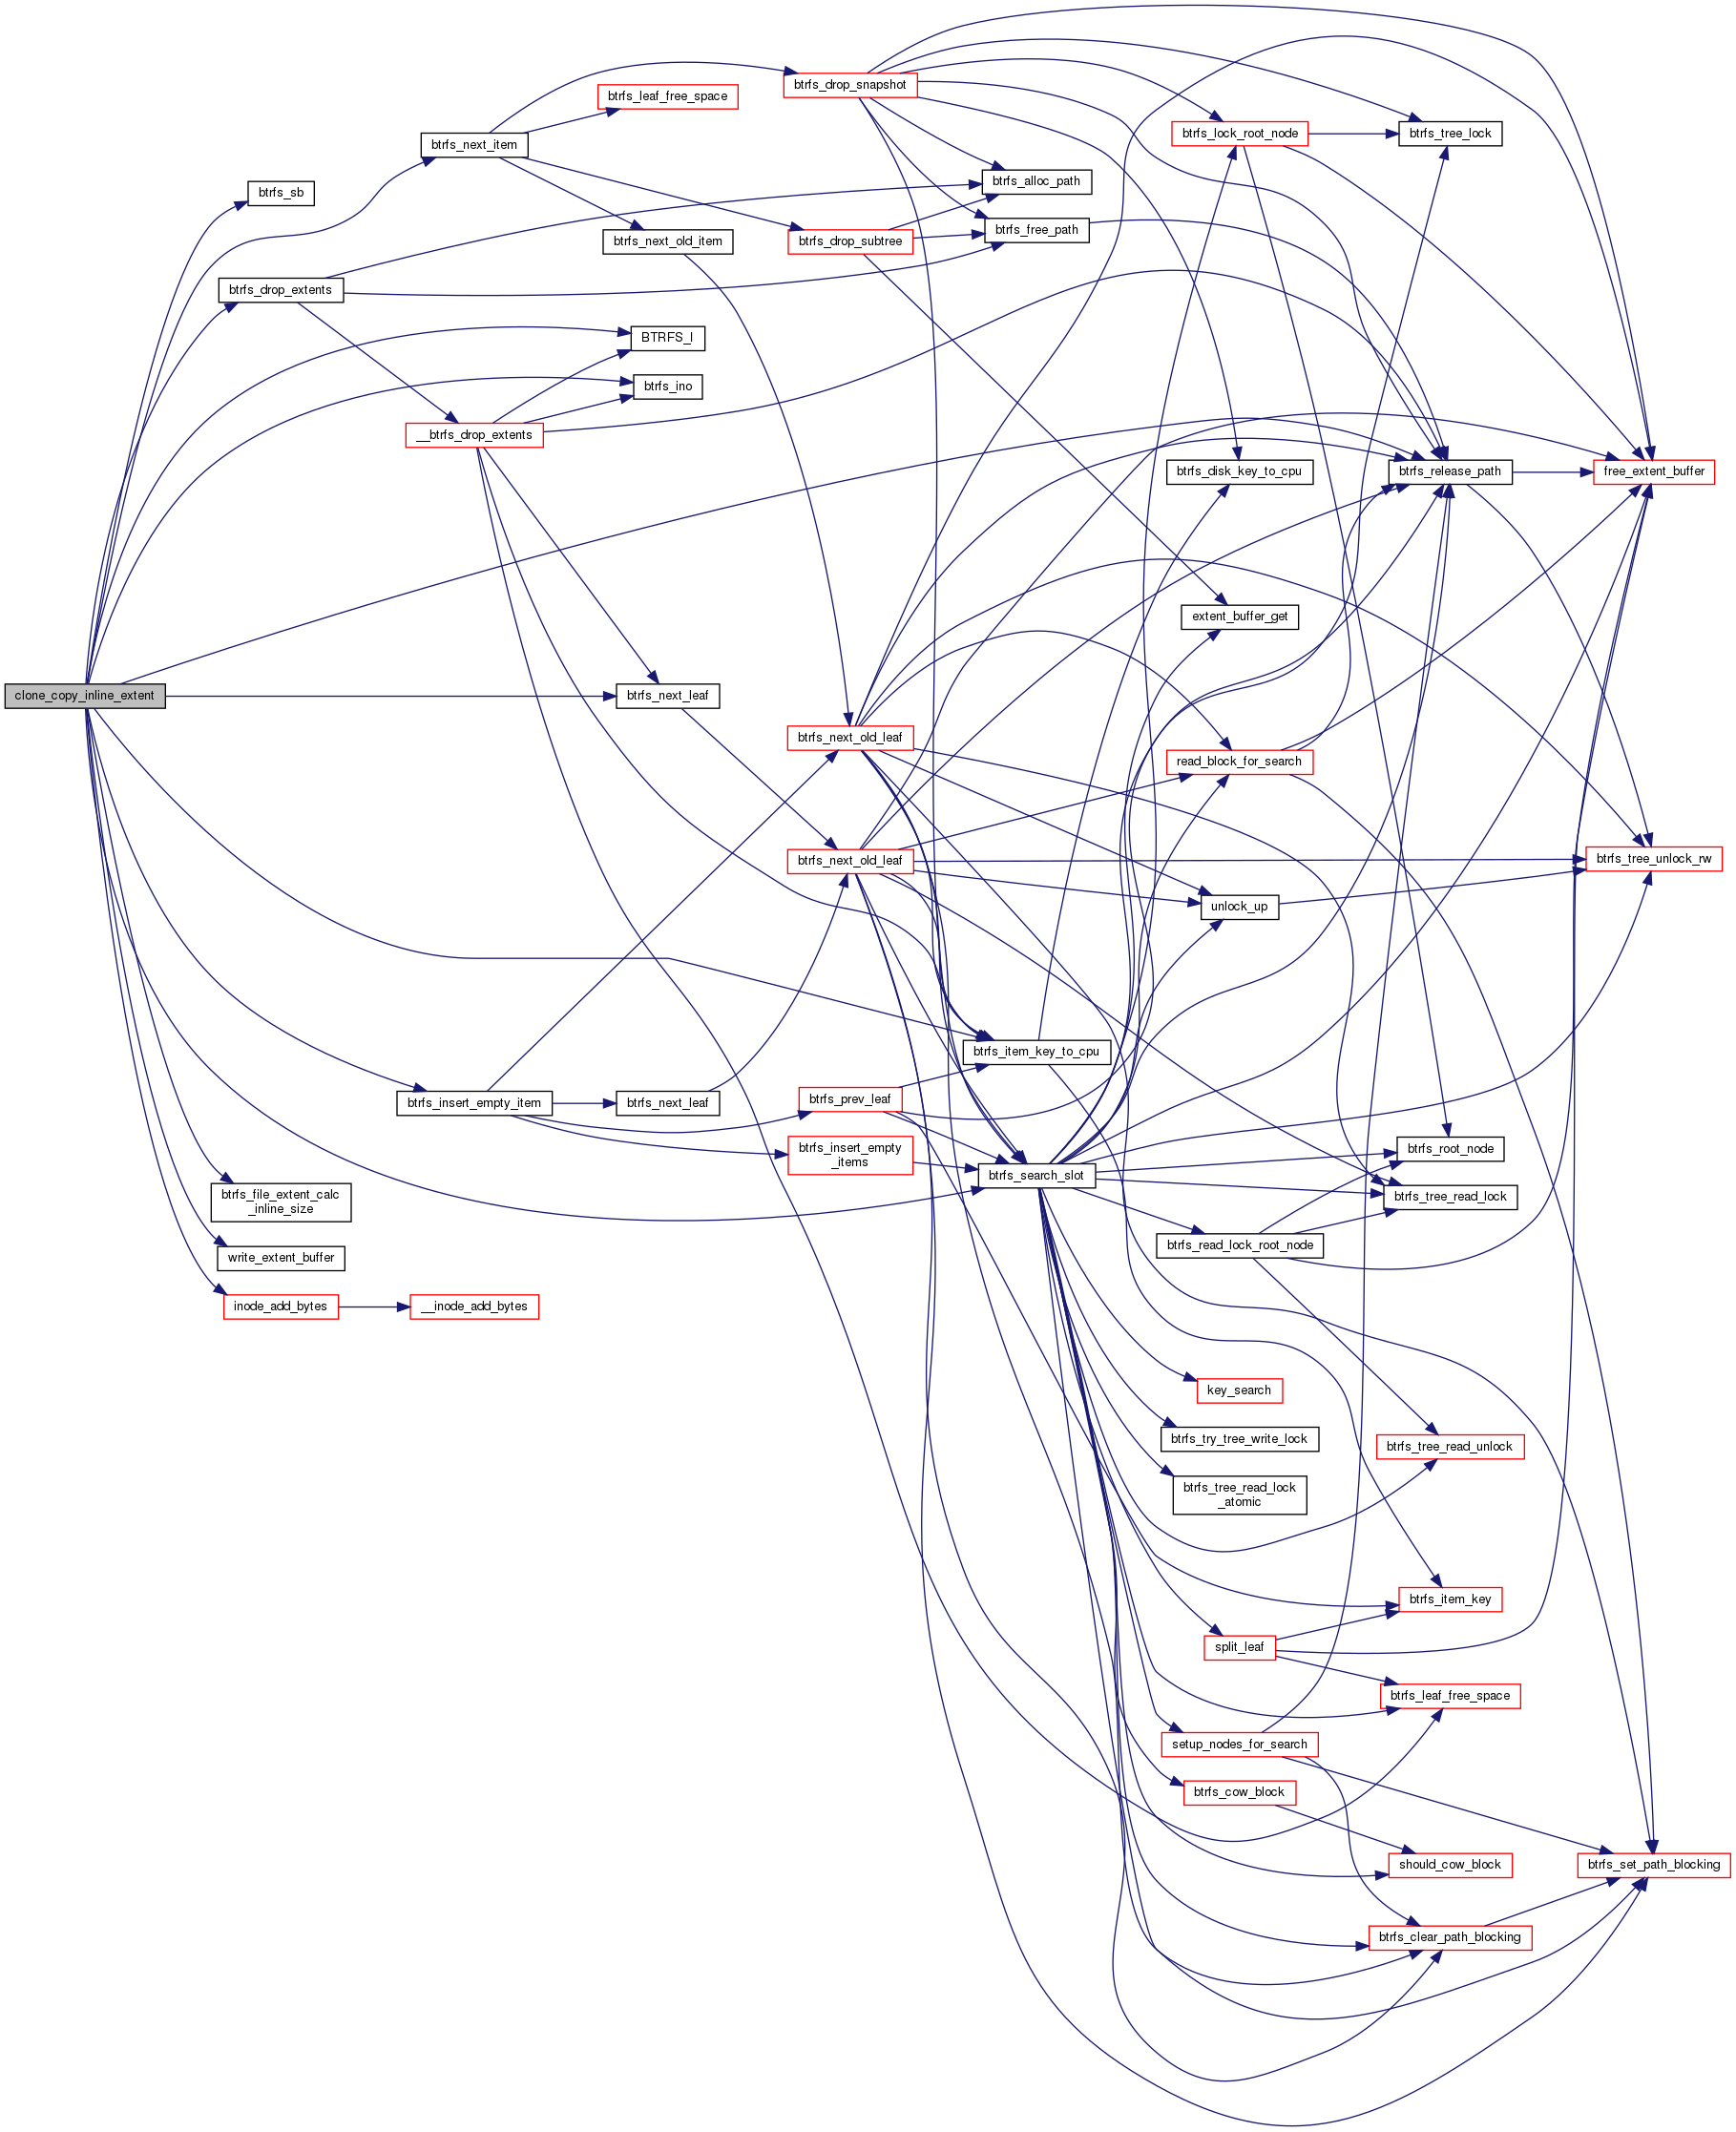 btrfs_drop_snapshot
btrfs_leaf_free_space
btrfs_lock_root_node
btrfs_tree_lock
btrfs_next_item
btrfs_alloc_path
btrfs_sb
btrfs_free_path
btrfs_next_old_item
btrfs_drop_subtree
btrfs_drop_extents
BTRFS_I
btrfs_ino
__btrfs_drop_extents
btrfs_disk_key_to_cpu
btrfs_release_path
free_extent_buffer
extent_buffer_get
clone_copy_inline_extent
btrfs_next_leaf
btrfs_next_old_leaf
read_block_for_search
btrfs_next_old_leaf
btrfs_tree_unlock_rw
unlock_up
btrfs_item_key_to_cpu
btrfs_insert_empty_item
btrfs_next_leaf
btrfs_prev_leaf
btrfs_insert_empty
_items
btrfs_root_node
btrfs_search_slot
btrfs_tree_read_lock
btrfs_file_extent_calc
_inline_size
btrfs_read_lock_root_node
write_extent_buffer
inode_add_bytes
__inode_add_bytes
key_search
btrfs_try_tree_write_lock
btrfs_tree_read_unlock
btrfs_tree_read_lock
_atomic
btrfs_item_key
split_leaf
btrfs_leaf_free_space
setup_nodes_for_search
btrfs_cow_block
should_cow_block
btrfs_set_path_blocking
btrfs_clear_path_blocking